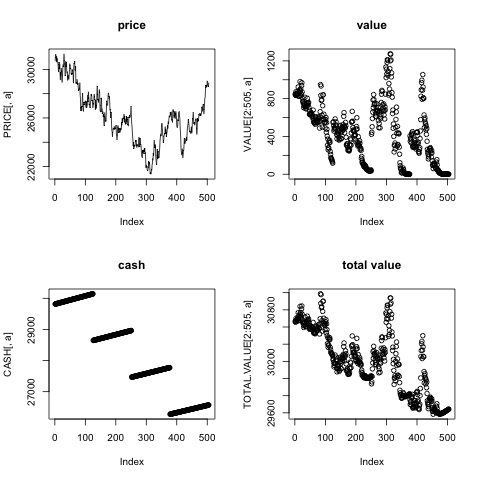 price
PRICE[, a]
30000
26000
22000
0 100 200 300 400 500
Index
value
VALUE[2:505, a]
1200
800
400
0
0 100 200 300 400 500
Index
cash
CASH[, a]
29000
27000
0 100 200 300 400 500
Index
total value
TOTAL.VALUE[2:505, a]
30800
30200
29600
0 100 200 300 400 500
Index